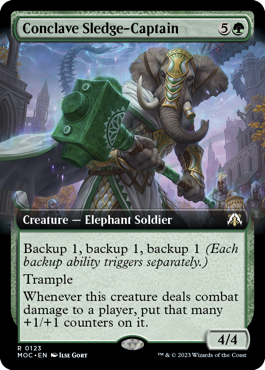 Conclave Sledge-Captain 5
Creature — Elephant Soldier
Backup 1, backup 1, backup 1 (Each
backup ability triggers separately.)
Trample
Whenever this creature deals combat
damage to a player, put that many
+1/+1 counters on it.
4/4
R 0123
MOC • EN Ilse Gort
™ & © 2023 Wizards of the Coast